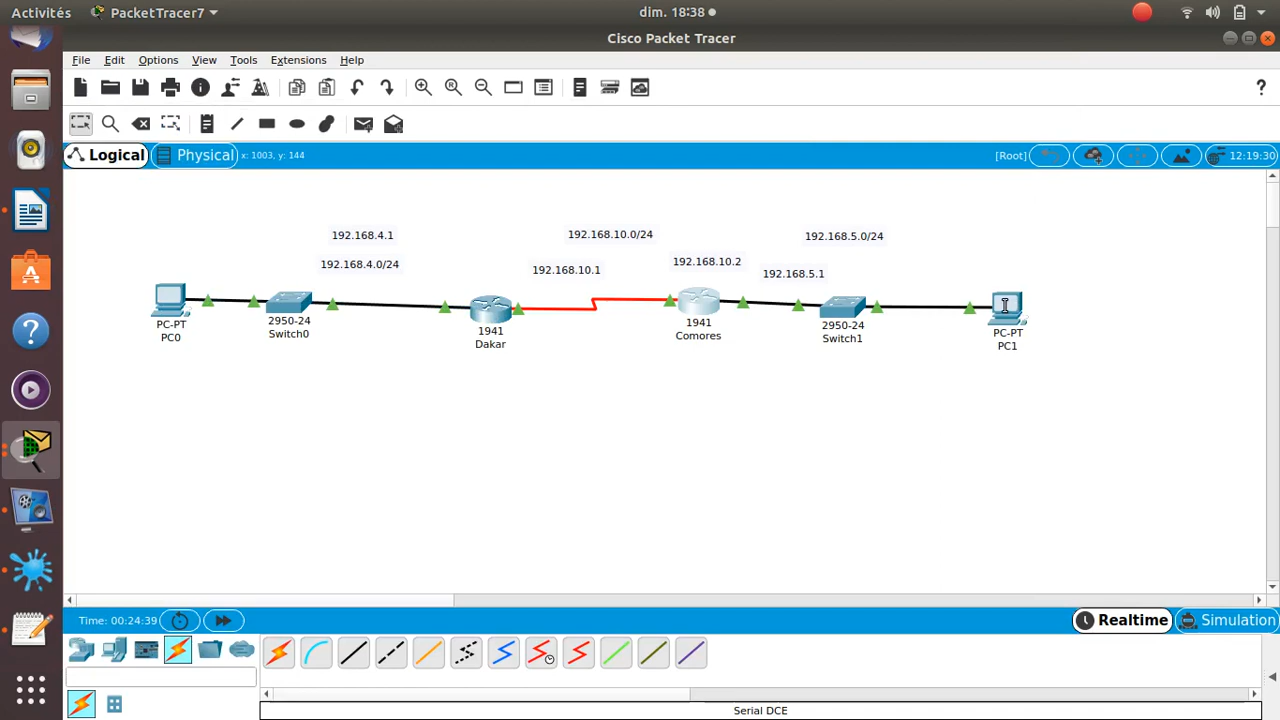 Activités
PacketTracer7
dim. 18:38
Cisco Packet Tracer
File Edit Options View Tools Extensions Help
Logical
Physical
x: 1003, y: 144
[Root]
12:19:30
192.168.4.1
192.168.10.0/24
192.168.5.0/24
192.168.4.0/24
192.168.10.1
192.168.10.2
192.168.5.1
PC-PT
PC0
2950-24
Switch0
1941
Dakar
1941
Comores
2950-24
Switch1
PC-PT
PC1
Time: 00:24:39
Realtime
Simulation
Serial DCE